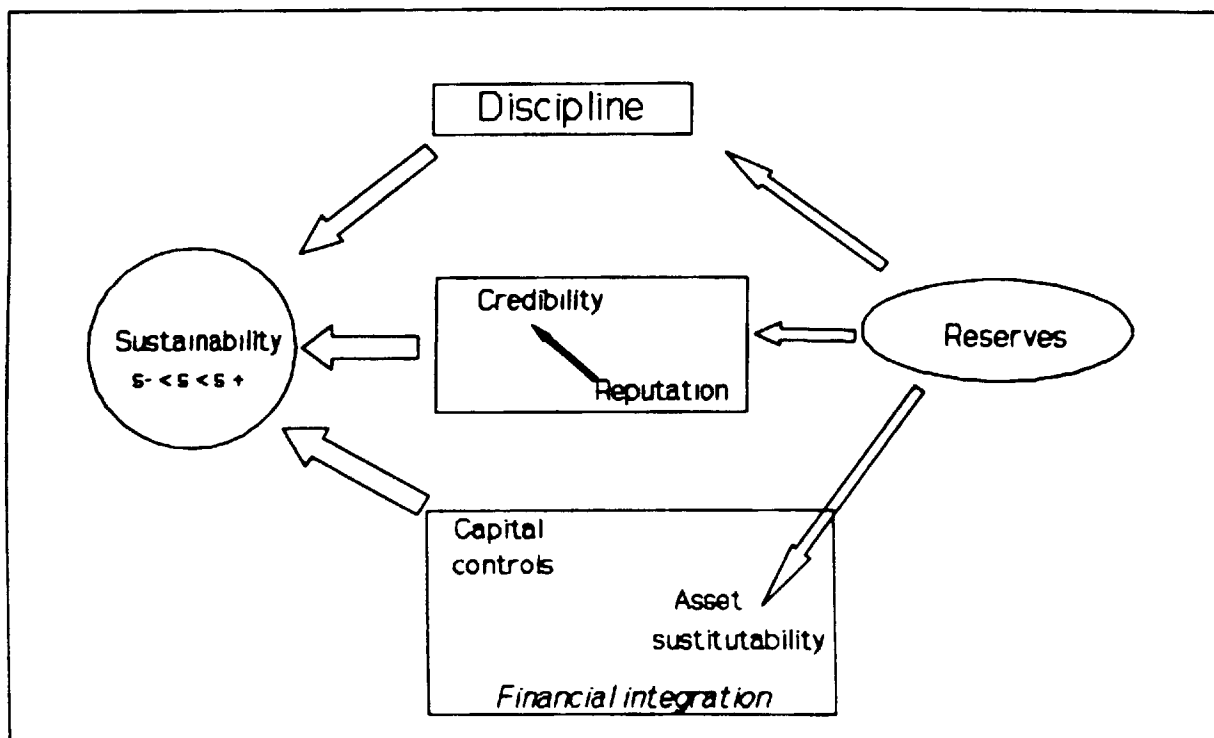 Discipline
Credibility
Reputation
Sustainability
s- < s < s +
Reserves
Capital
controls
Asset
sustitutability
Financial integration